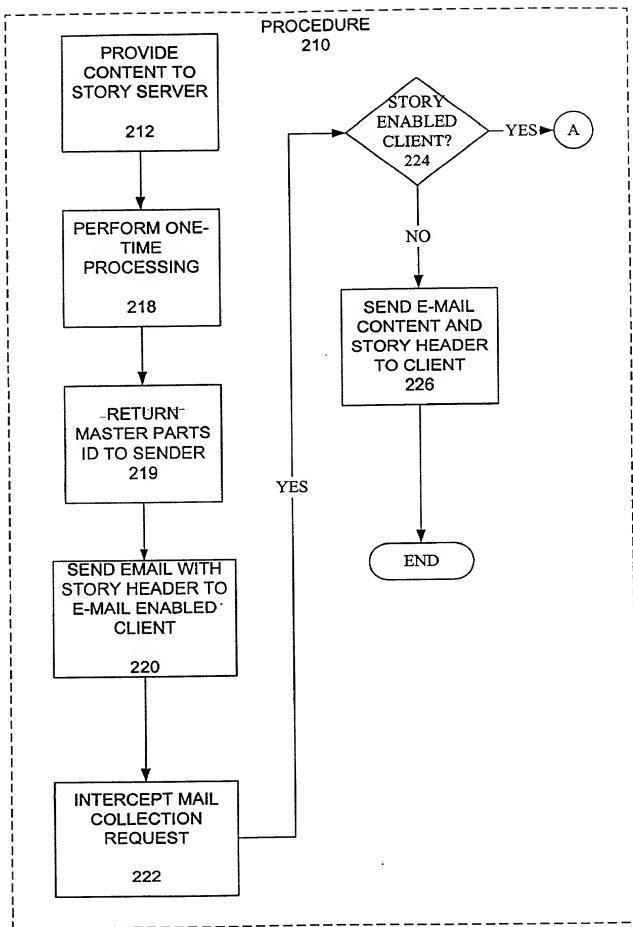 PROCEDURE
210
PROVIDE
CONTENT TO
STORY SERVER
212
PERFORM ONE-
TIME
PROCESSING
218
RETURN
MASTER PARTS
ID TO SENDER
219
SEND EMAIL WITH
STORY HEADER TO
E-MAIL ENABLED
CLIENT
220
INTERCEPT MAIL
COLLECTION
REQUEST
222
YES
STORY
ENABLED
CLIENT?
224
YES
A
NO
SEND E-MAIL
CONTENT AND
STORY HEADER
TO CLIENT
226
END